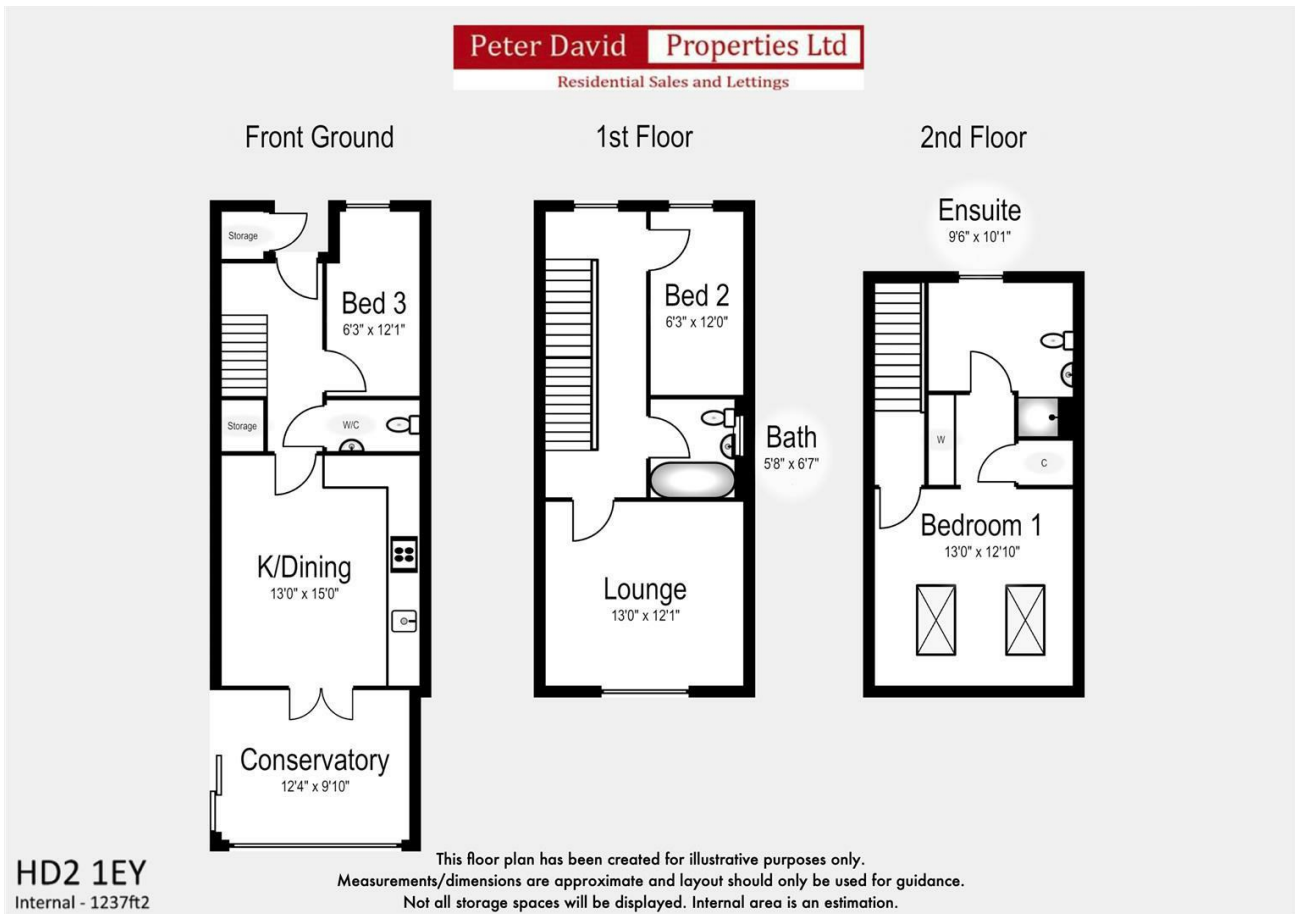 Peter David Properties Ltd
Residential Sales and Lettings
Front Ground
Storage
Bed 3
6'3" x 12'1"
Storage
W/C
K/Dining
13'0" x 15'0"
Conservatory
12'4" x 9'10"
1st Floor
Bed 2
6'3" x 12'0"
Bath
5'8" x 6'7"
Lounge
13'0" x 12'1"
2nd Floor
Ensuite
9'6" x 10'1"
W
C
Bedroom 1
13'0" x 12'10"
HD2 1EY
Internal - 1237ft2
This floor plan has been created for illustrative purposes only.
Measurements/dimensions are approximate and layout should only be used for guidance.
Not all storage spaces will be displayed. Internal area is an estimation.